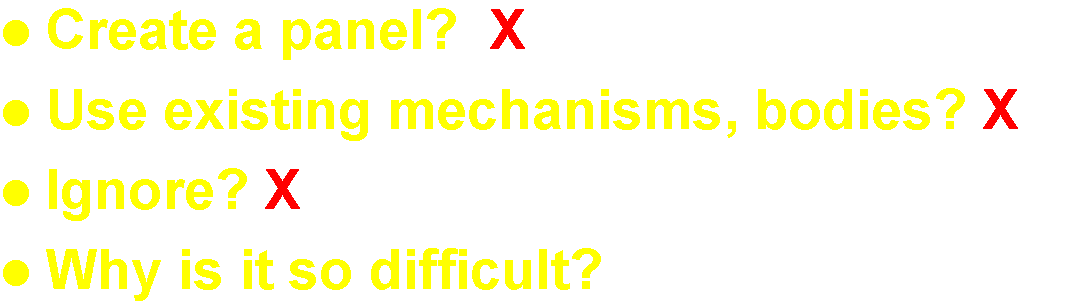 ● Create a panel? X
● Use existing mechanisms, bodies? X
● Ignore? X
● Why is it so difficult?